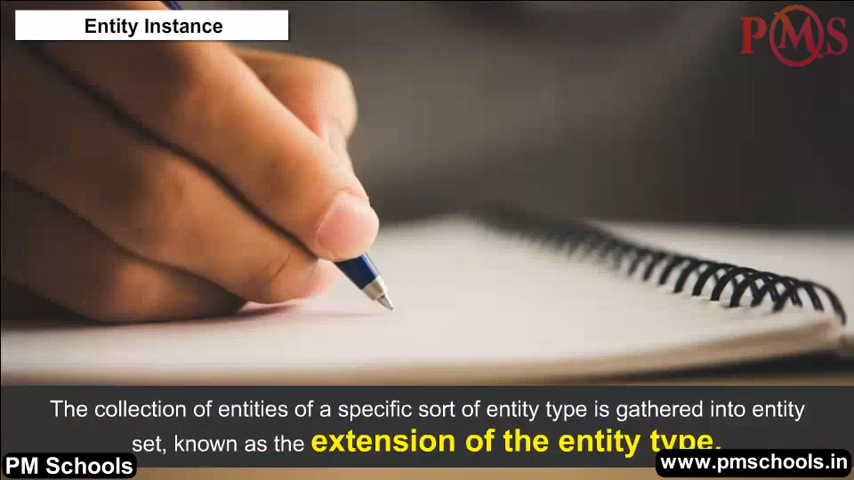 Entity Instance
PMS
The collection of entities of a specific sort of entity type is gathered into entity
set, known as the extension of the entity type.
PM Schools
www.pmschools.in